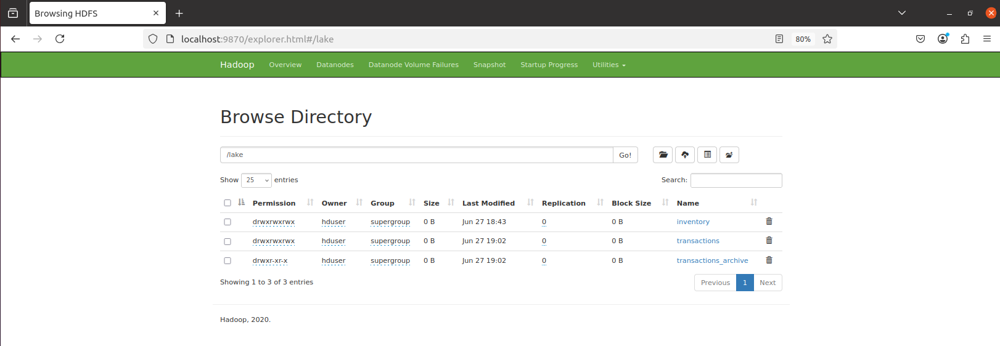 Browsing HDFS
localhost:9870/explorer.html#/lake 80%
Hadoop Overview Datanodes Datanode Volume Failures Snapshot Startup Progress Utilities
Browse Directory
/lake Go!
Show 25 entries Search:
Permission Owner Group Size Last Modified Replication Block Size Name
drwxrwxrwx hduser supergroup 0 B Jun 27 18:43 0 0 B inventory
drwxrwxrwx hduser supergroup 0 B Jun 27 19:02 0 0 B transactions
drwxr-xr-x hduser supergroup 0 B Jun 27 19:02 0 0 B transactions_archive
Showing 1 to 3 of 3 entries Previous 1 Next
Hadoop, 2020.